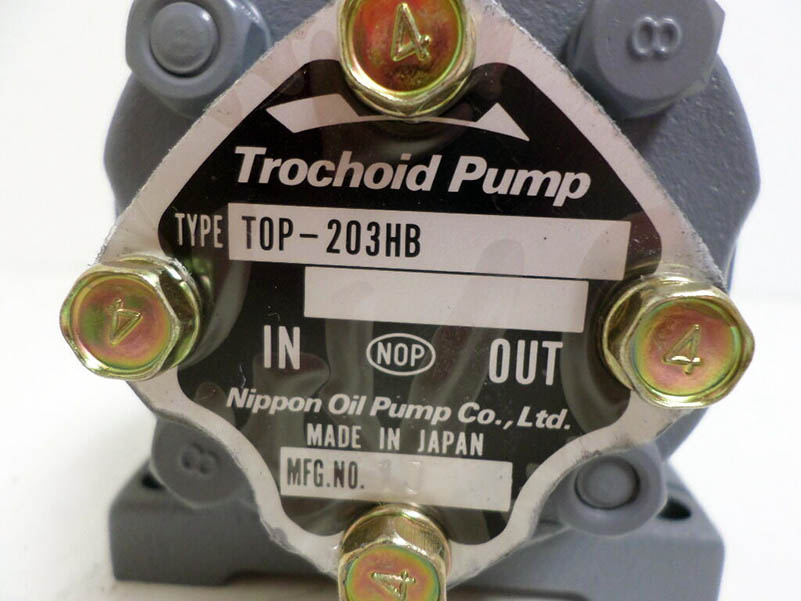 4
8
Trochoid Pump
TYPE TOP-203HB
4
4
IN NOP OUT
Nippon Oil Pump Co., Ltd.
MADE IN JAPAN
MFG.NO.
8
4